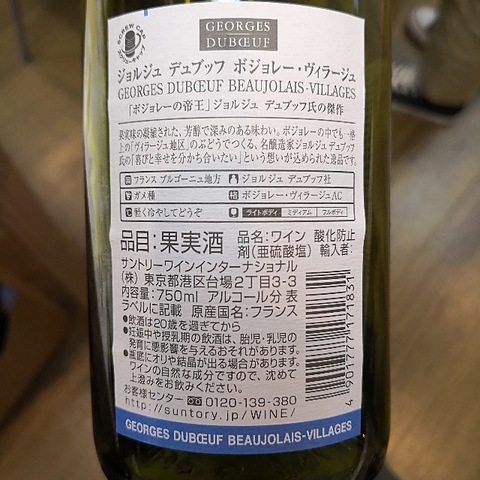 GEORGES
DUBŒUF
SCREW CAP
ジョルジュ デュブッフ ボジョレー・ヴィラージュ
GEORGES DUBŒUF BEAUJOLAIS-VILLAGES
「ボジョレーの帝王」ジョルジュ デュブッフ氏の傑作
果実味の凝縮された、芳醇で深みのある味わい。ボジョレーの中でも一格
上の「ヴィラージュ地区」のぶどうでつくる、名醸造家ジョルジュ デュブッフ
氏の「喜びと幸せを分かち合いたい」という想いが込められた逸品です。
フランス ブルゴーニュ地方 ジョルジュ デュブッフ社
ガメ種 格 ボジョレー・ヴィラージュAC
軽く冷やしてどうぞ ライトボディ ミディアム フルボディ
品目:果実酒 品名:ワイン 酸化防止
剤(亜硫酸塩) 輸入者:
サントリーワインインターナショナル
(株) 東京都港区台場2丁目3-3
内容量:750ml アルコール分 表
ラベルに記載 原産国名:フランス
●飲酒は20歳を過ぎてから
●妊娠中や授乳期の飲酒は、胎児・乳児の
発育に悪影響を与えるおそれがあります。
●瓶底にオリや結晶が出る場合があります。
ワインの自然な成分ですので、沈めて
上澄みをお飲みください。
お客様センター 0120-139-380
http://suntory.jp/WINE/
4 901777 171831
GEORGES DUBŒUF BEAUJOLAIS-VILLAGES